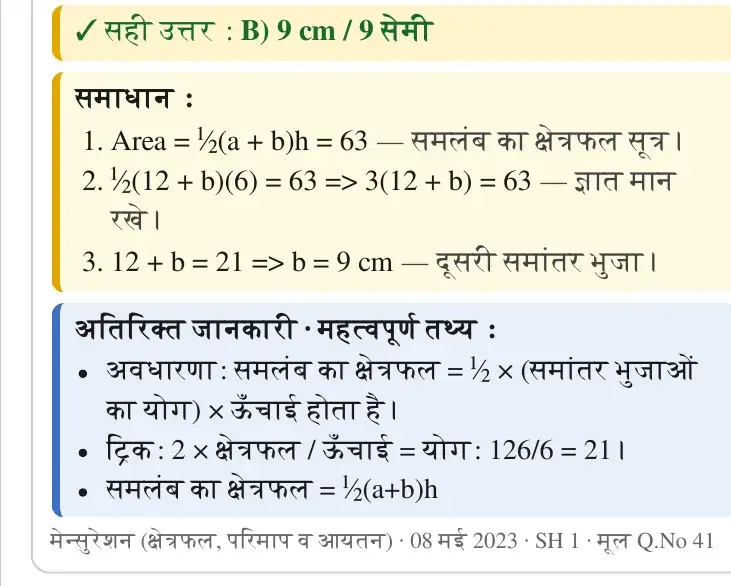 ✓ सही उत्तर : B) 9 cm / 9 सेमी
समाधान :
1. Area = ½(a + b)h = 63 — समलंब का क्षेत्रफल सूत्र।
2. ½(12 + b)(6) = 63 => 3(12 + b) = 63 — ज्ञात मान
रखे।
3. 12 + b = 21 => b = 9 cm — दूसरी समांतर भुजा।
अतिरिक्त जानकारी · महत्वपूर्ण तथ्य :
• अवधारणा: समलंब का क्षेत्रफल = ½ × (समांतर भुजाओं
का योग) × ऊँचाई होता है।
• ट्रिक: 2 × क्षेत्रफल / ऊँचाई = योग: 126/6 = 21।
• समलंब का क्षेत्रफल = ½(a+b)h
मेन्सुरेशन (क्षेत्रफल, परिमाप व आयतन) · 08 मई 2023 · SH 1 · मूल Q.No 41